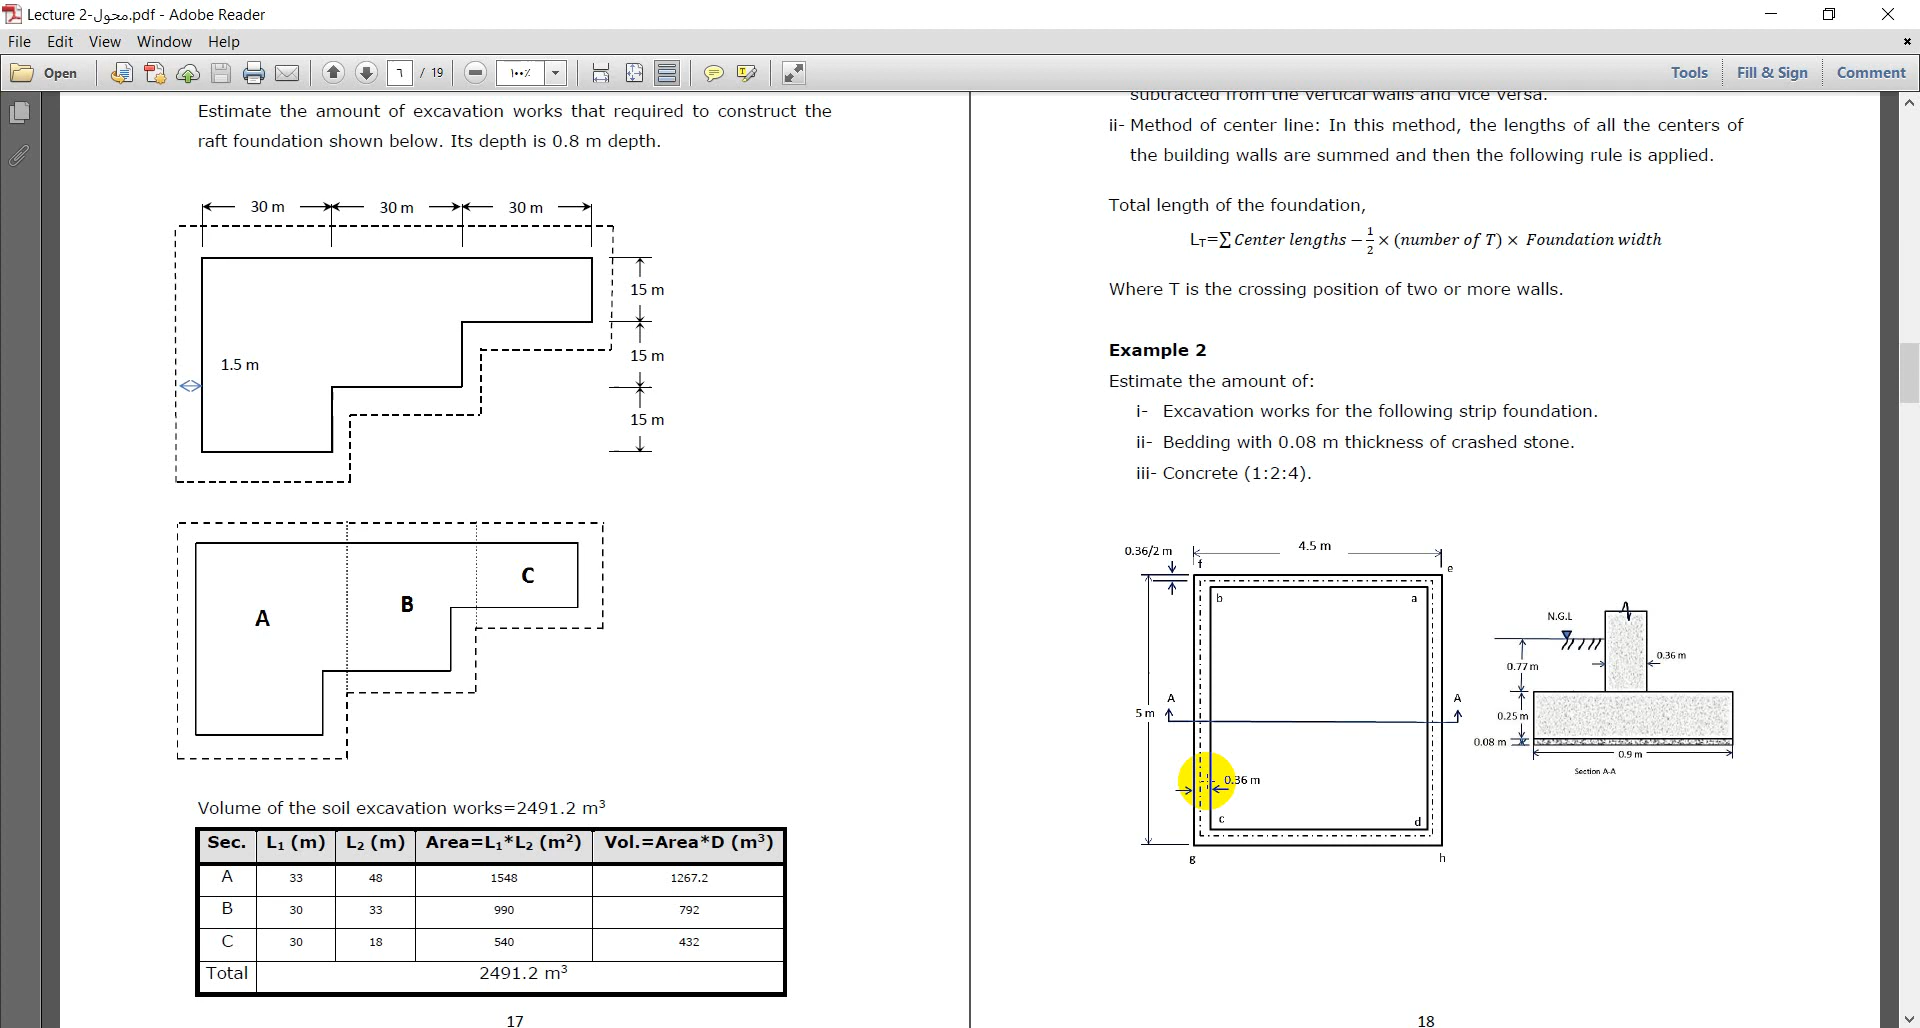 Lecture 2-محول.pdf - Adobe Reader
File Edit View Window Help
Open ٦ / 19 ١٠٠٪ Tools Fill & Sign Comment
Estimate the amount of excavation works that required to construct the
raft foundation shown below. Its depth is 0.8 m depth.
30 m 30 m 30 m
15 m
15 m
1.5 m
15 m
A B C
Volume of the soil excavation works=2491.2 m³
Sec. L₁ (m) L₂ (m) Area=L₁*L₂ (m²) Vol.=Area*D (m³)
A 33 48 1548 1267.2
B 30 33 990 792
C 30 18 540 432
Total 2491.2 m³
17
subtracted from the vertical walls and vice versa.
ii- Method of center line: In this method, the lengths of all the centers of
the building walls are summed and then the following rule is applied.
Total length of the foundation,
L_T=∑ Center lengths − 1/2 × (number of T) × Foundation width
Where T is the crossing position of two or more walls.
Example 2
Estimate the amount of:
i- Excavation works for the following strip foundation.
ii- Bedding with 0.08 m thickness of crashed stone.
iii- Concrete (1:2:4).
0.36/2 m 4.5 m
f e
b a
A A
5 m
0.36 m
c d
g h
N.G.L
0.36 m
0.77 m
0.25 m
0.08 m
0.9 m
Section A-A
18